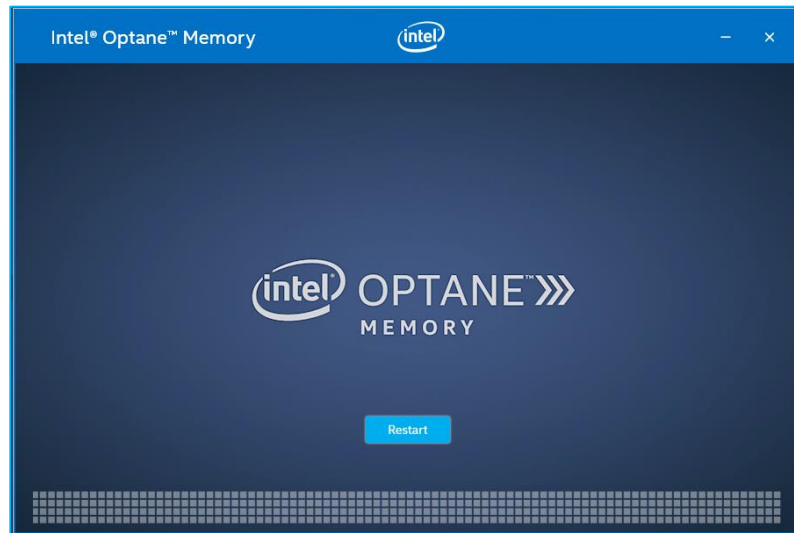 Intel® Optane™ Memory
intel
intel® OPTANE™
MEMORY
Restart